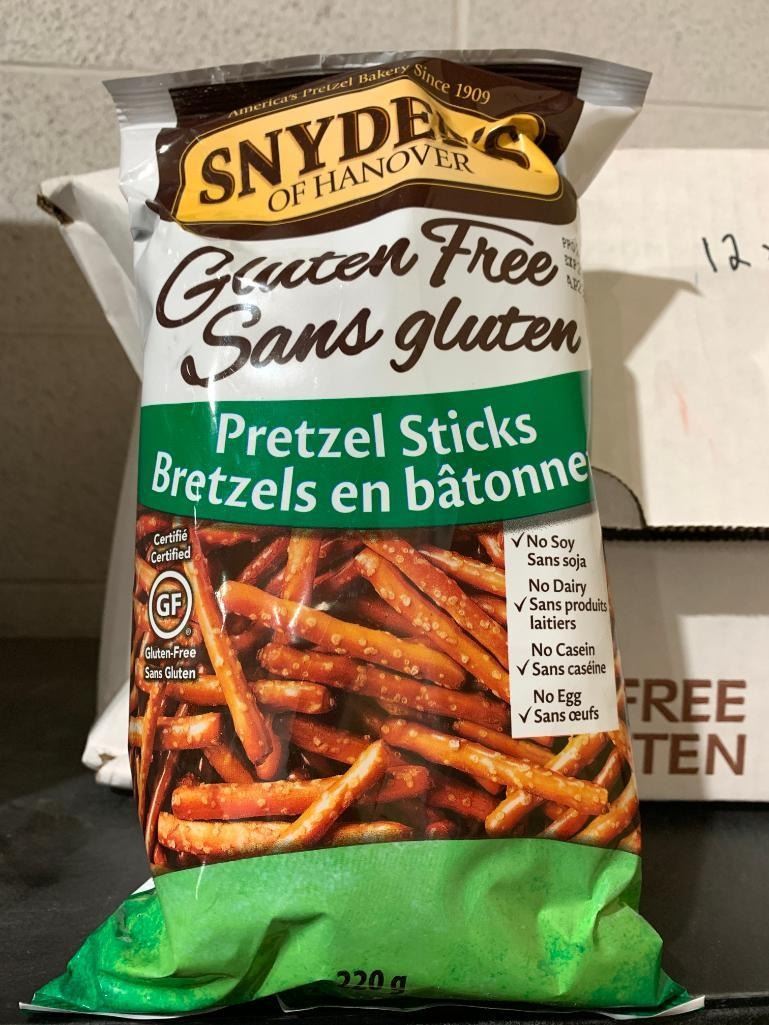 America's Pretzel Bakery Since 1909
SNYDER'S
OF HANOVER
Gluten Free
Sans gluten
Pretzel Sticks
Bretzels en bâtonne
Certifié
Certified
GF
Gluten-Free
Sans Gluten
✓ No Soy
Sans soja
No Dairy
✓ Sans produits
laitiers
No Casein
✓ Sans caséine
No Egg
✓ Sans œufs
220 g
12
FREE
TEN